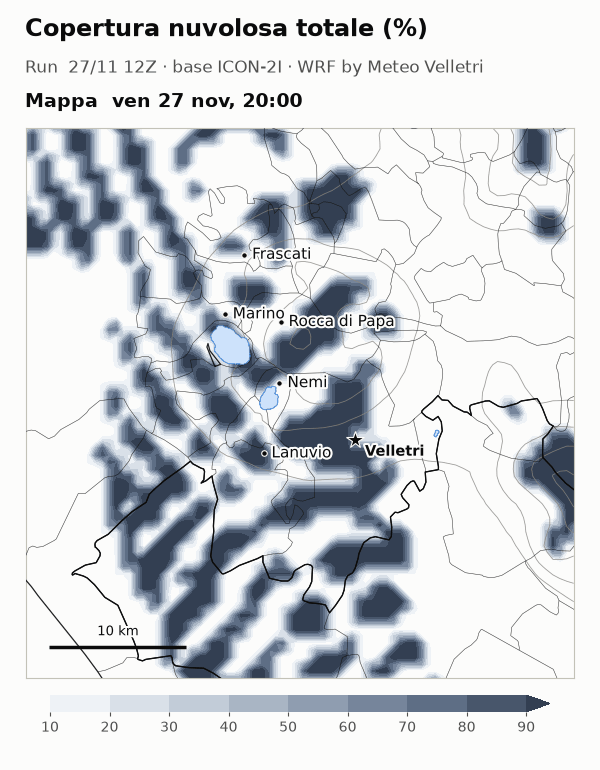 Copertura nuvolosa totale (%)
Run  27/11 12Z · base ICON-2I · WRF by Meteo Velletri
Mappa  ven 27 nov, 20:00
Frascati
Marino
Rocca di Papa
Nemi
Velletri
Lanuvio
10 km
10 20 30 40 50 60 70 80 90